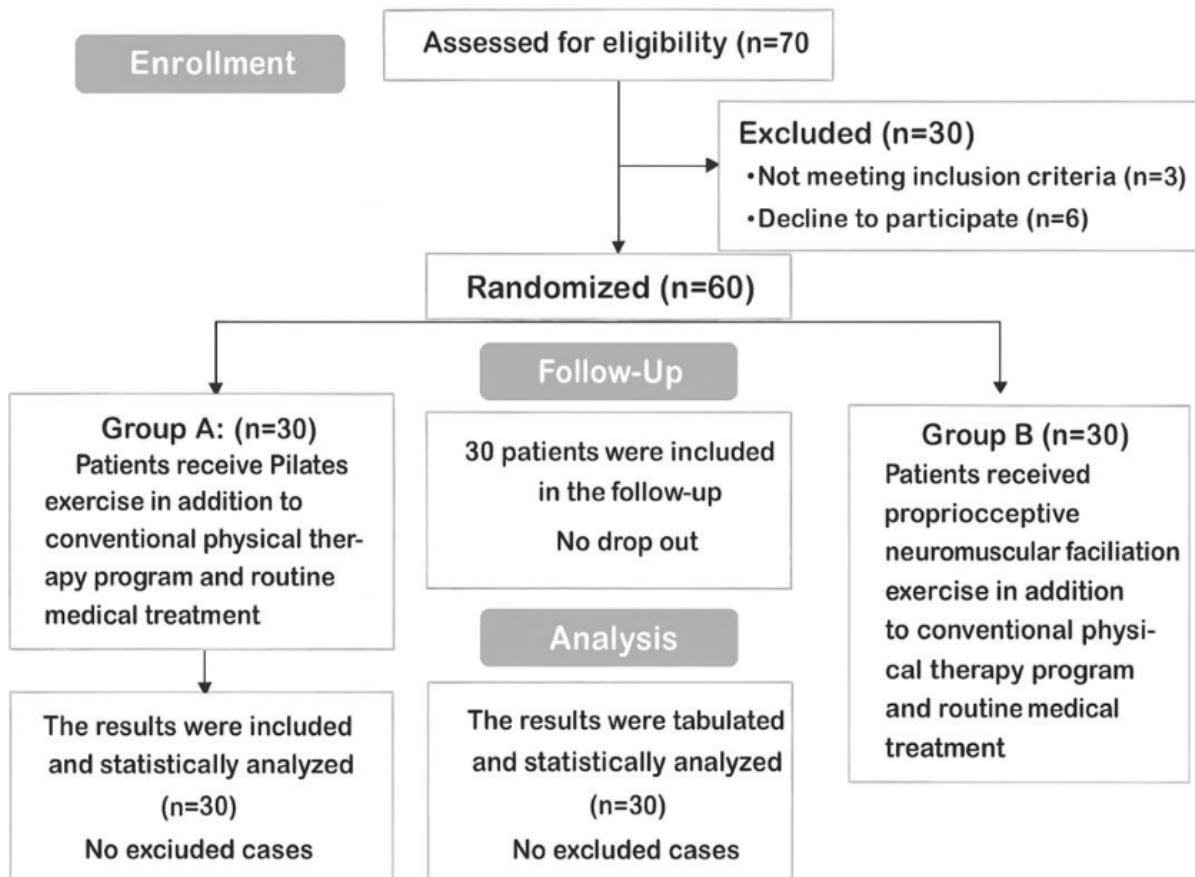 Enrollment
Assessed for eligibility (n=70
Excluded (n=30)
•Not meeting inclusion criteria (n=3)
•Decline to participate (n=6)
Randomized (n=60)
Follow-Up
Group A: (n=30)
Patients receive Pilates
exercise in addition to
conventional physical ther-
apy program and routine
medical treatment
30 patients were included
in the follow-up
No drop out
Group B (n=30)
Patients received
propriocceptive
neuromuscular faciliation
exercise in addition
to conventional physi-
cal therapy program
and routine medical
treatment
Analysis
The results were included
and statistically analyzed
(n=30)
No exciuded cases
The results were tabulated
and statistically analyzed
(n=30)
No excluded cases